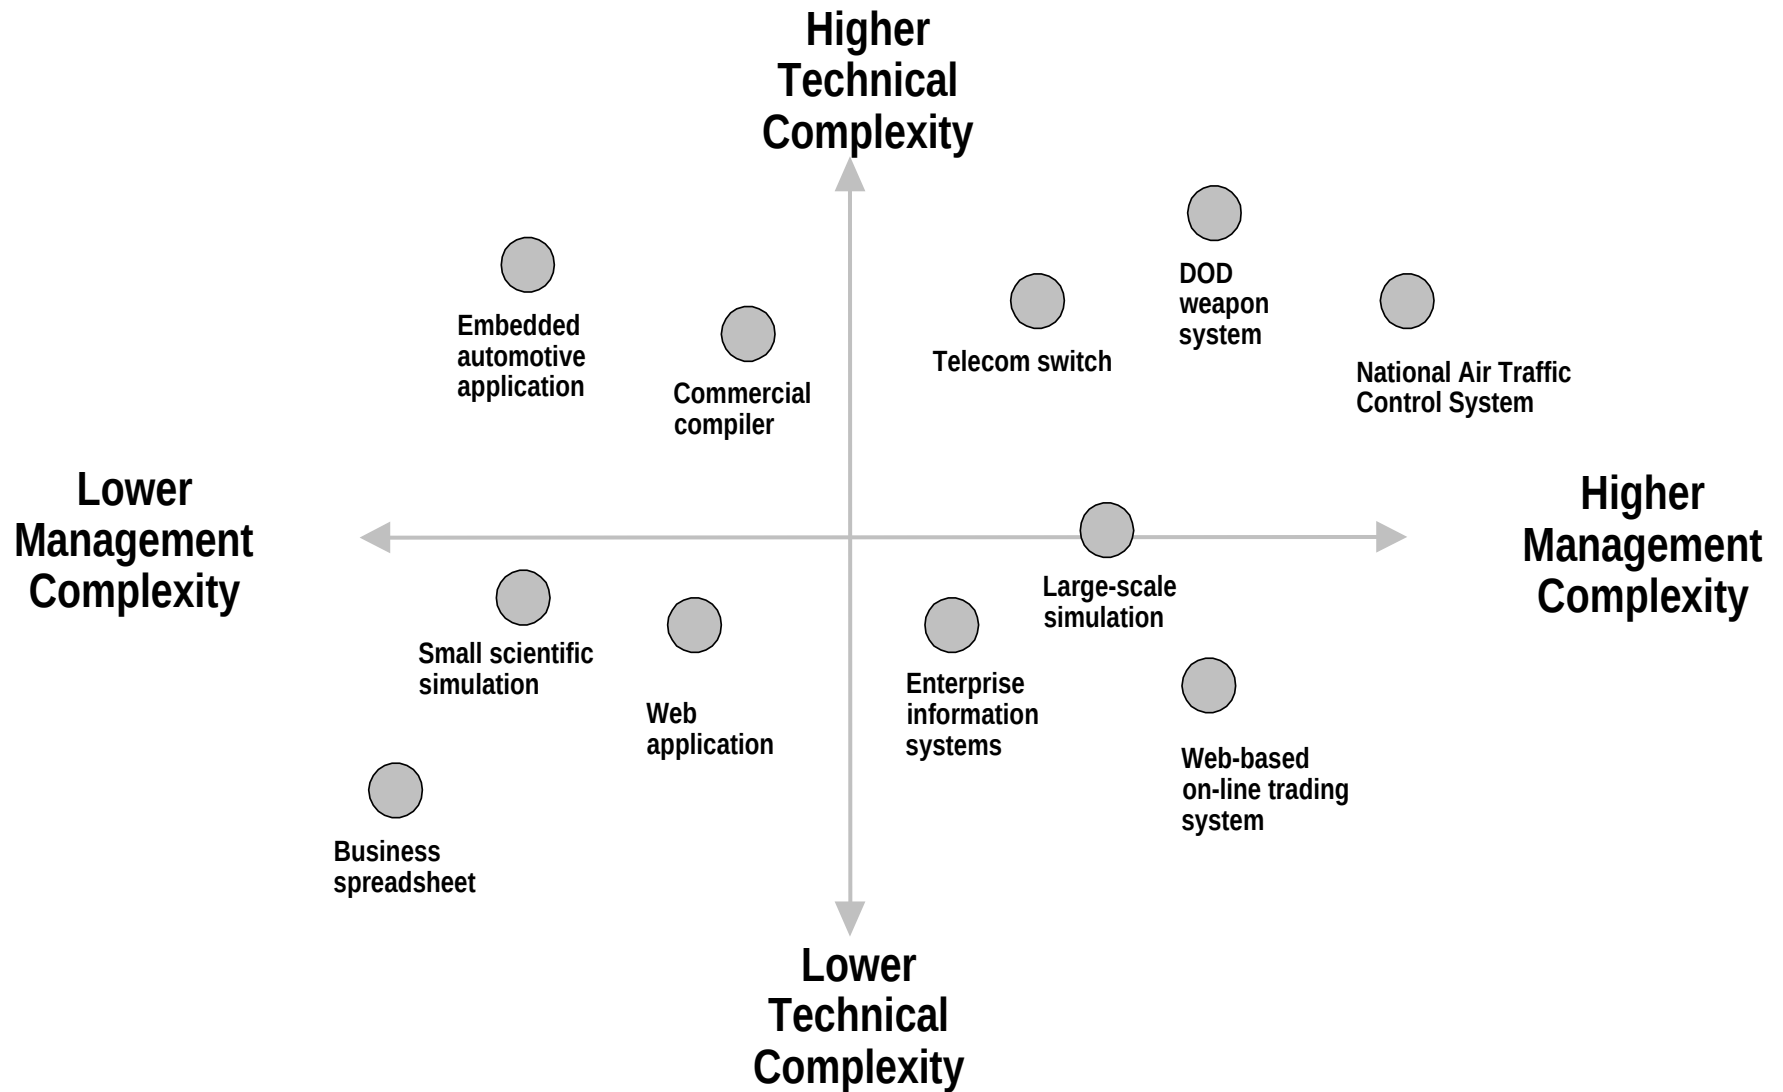 Higher
Technical
Complexity
DOD
weapon
system
Embedded
automotive
application
Telecom switch
National Air Traffic
Control System
Commercial
compiler
Lower
Management
Complexity
Higher
Management
Complexity
Large-scale
simulation
Small scientific
simulation
Enterprise
information
systems
Web
application
Web-based
on-line trading
system
Business
spreadsheet
Lower
Technical
Complexity